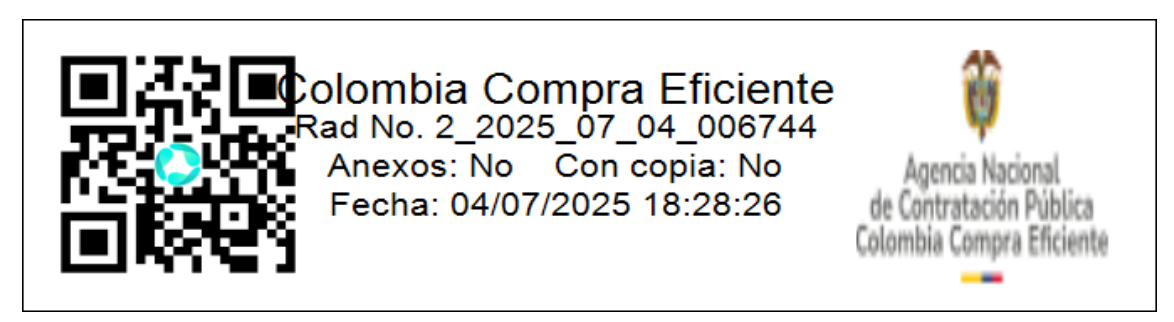 Colombia Compra Eficiente
Rad No. 2_2025_07_04_006744
Anexos: No Con copia: No
Fecha: 04/07/2025 18:28:26
Agencia Nacional
de Contratación Pública
Colombia Compra Eficiente